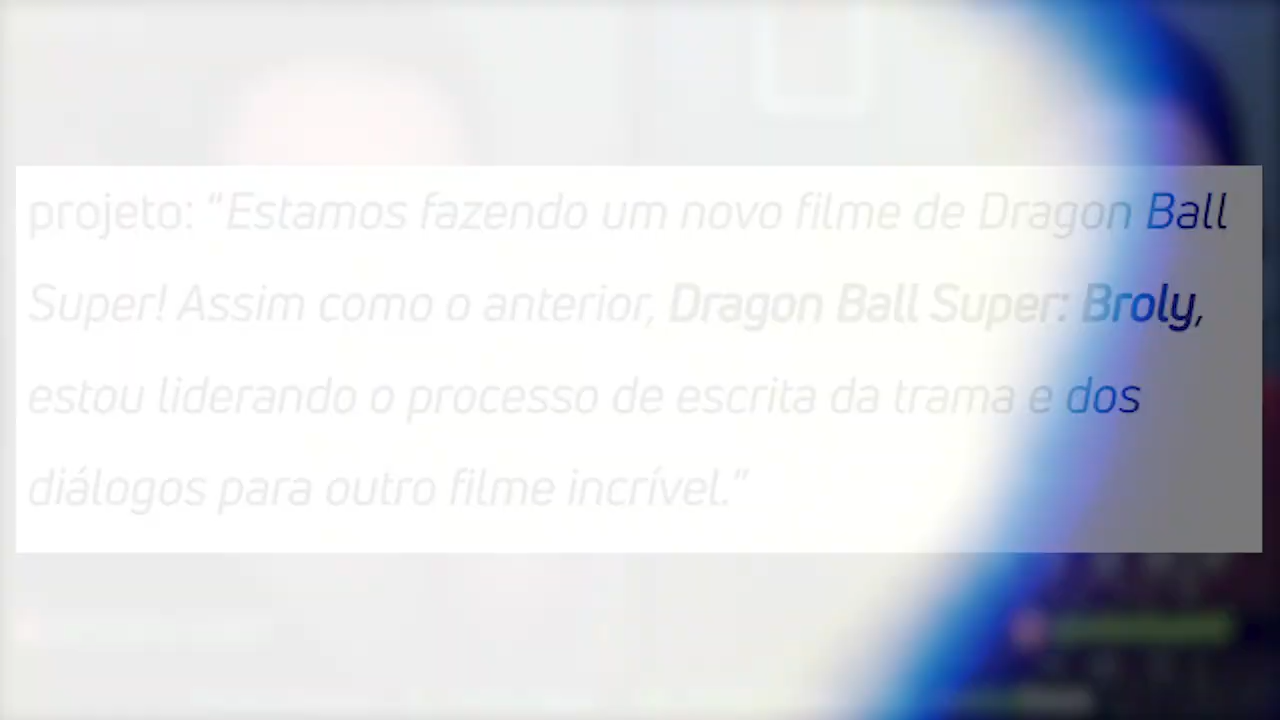 projeto: “Estamos fazendo um novo filme de Dragon Ball
Super! Assim como o anterior, Dragon Ball Super: Broly,
estou liderando o processo de escrita da trama e dos
diálogos para outro filme incrível.”